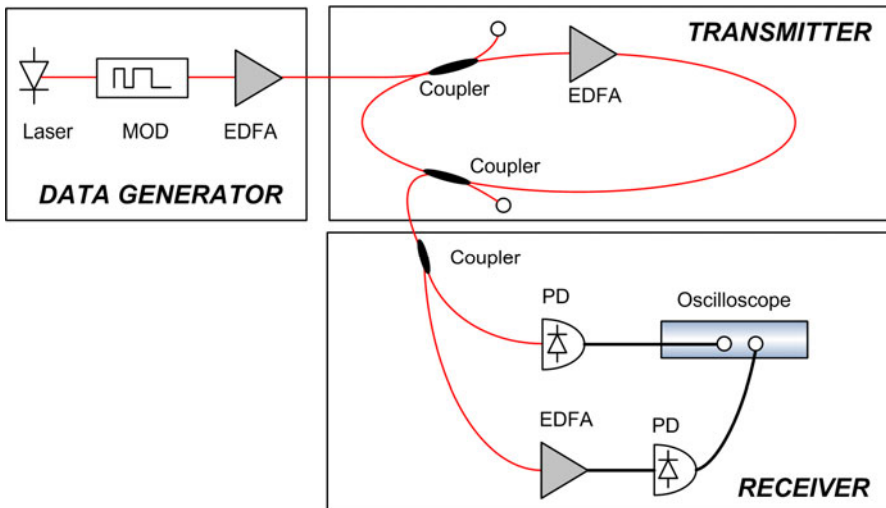 TRANSMITTER
Coupler
EDFA
Laser
MOD
EDFA
Coupler
DATA GENERATOR
Coupler
PD
Oscilloscope
EDFA
PD
RECEIVER